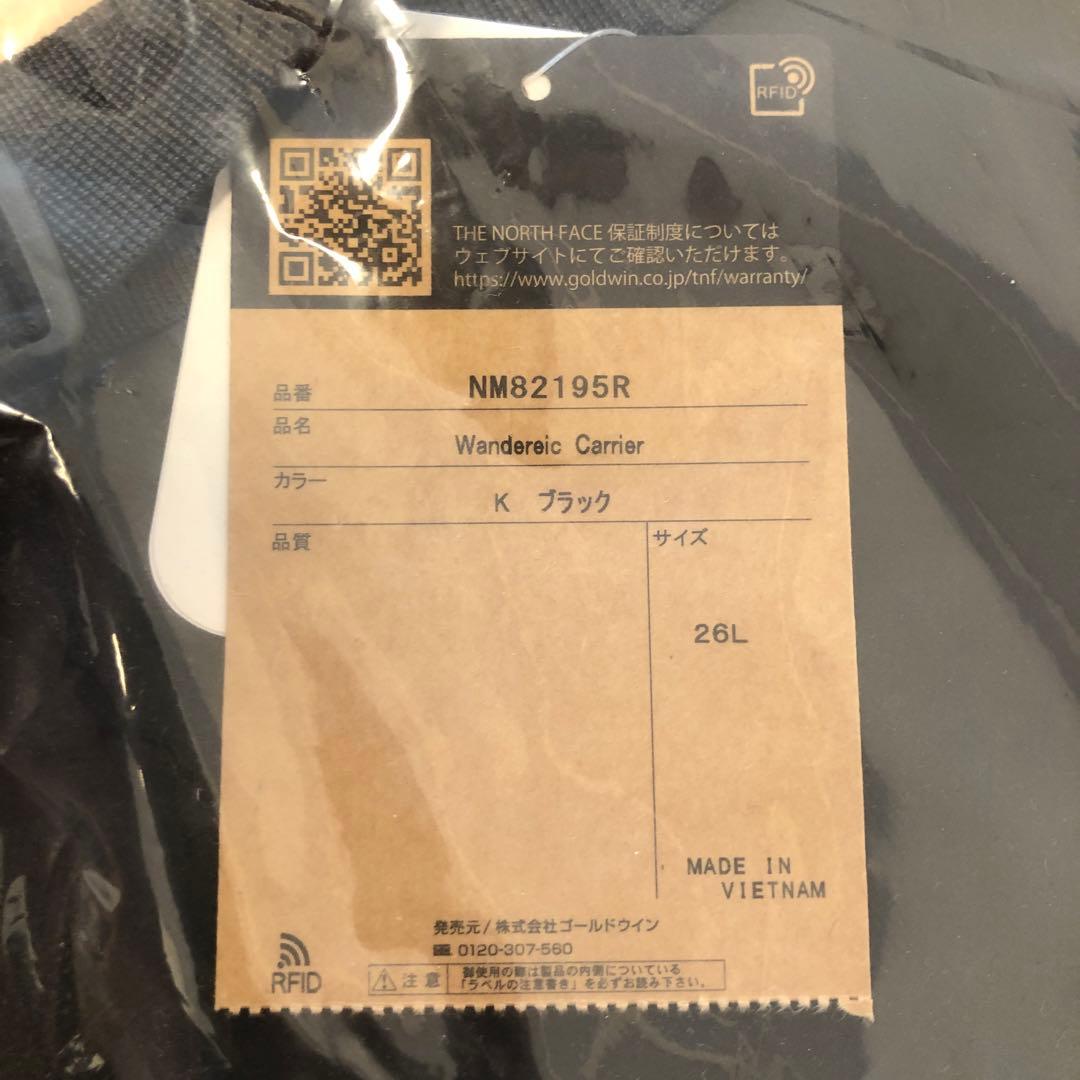 RFID
THE NORTH FACE 保証制度については
ウェブサイトにてご確認いただけます。
https://www.goldwin.co.jp/tnf/warranty/
品番 NM82195R
品名 Wandereic Carrier
カラー K ブラック
品質
サイズ
26L
MADE IN
VIETNAM
発売元/株式会社ゴールドウイン
0120-307-560
RFID
注意
御使用の際は製品の内側についている
「ラベルの注意書き」を必ずお読み下さい。